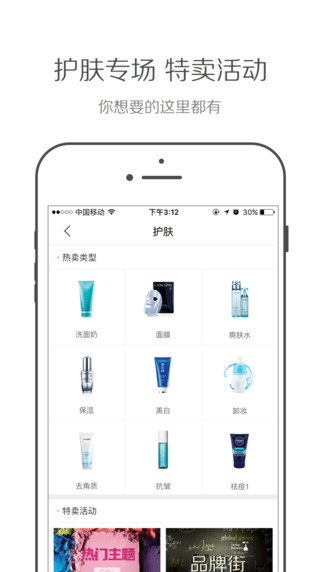 护肤专场 特卖活动
你想要的这里都有
中国移动 下午3:12 30%
护肤
热卖类型
洗面奶 面膜 爽肤水
保湿 美白 卸妆
去角质 抗皱 祛痘1
特卖活动
热门主题
global green
品牌街